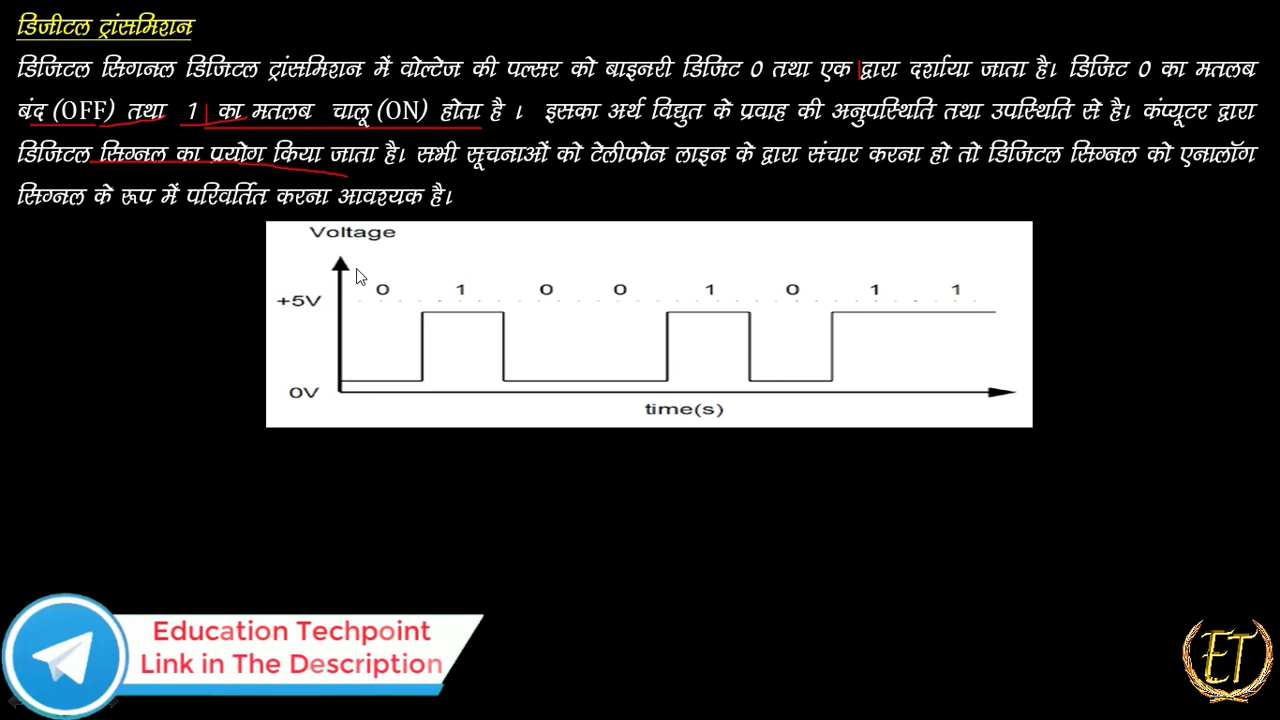 डिजीटल ट्रांसमिशन
डिजिटल सिगनल डिजिटल ट्रांसमिशन में वोल्टेज की पल्सर को बाइनरी डिजिट 0 तथा एक द्वारा दर्शाया जाता है। डिजिट 0 का मतलब
बंद (OFF) तथा 1 का मतलब चालू (ON) होता है । इसका अर्थ विद्युत के प्रवाह की अनुपस्थिति तथा उपस्थिति से है। कंप्यूटर द्वारा
डिजिटल सिग्नल का प्रयोग किया जाता है। सभी सूचनाओं को टेलीफोन लाइन के द्वारा संचार करना हो तो डिजिटल सिग्नल को एनालॉग
सिग्नल के रूप में परिवर्तित करना आवश्यक है।
Voltage
0 1 0 0 1 0 1 1
+5V
0V
time(s)
Education Techpoint
Link in The Description
ET